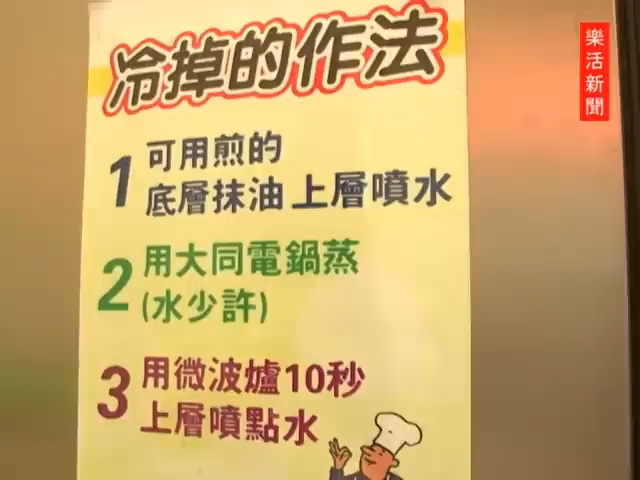 冷掉的作法
1 可用煎的
底層抹油 上層噴水
2 用大同電鍋蒸
(水少許)
3 用微波爐10秒
上層噴點水
樂活新聞